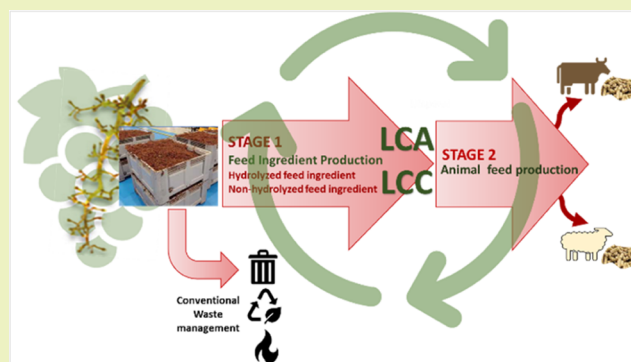 STAGE 1
Feed Ingredient Production
Hydrolyzed feed ingredient
Non-hydrolyzed feed ingredient
LCA
LCC
STAGE 2
Animal feed production
Conventional
Waste
management